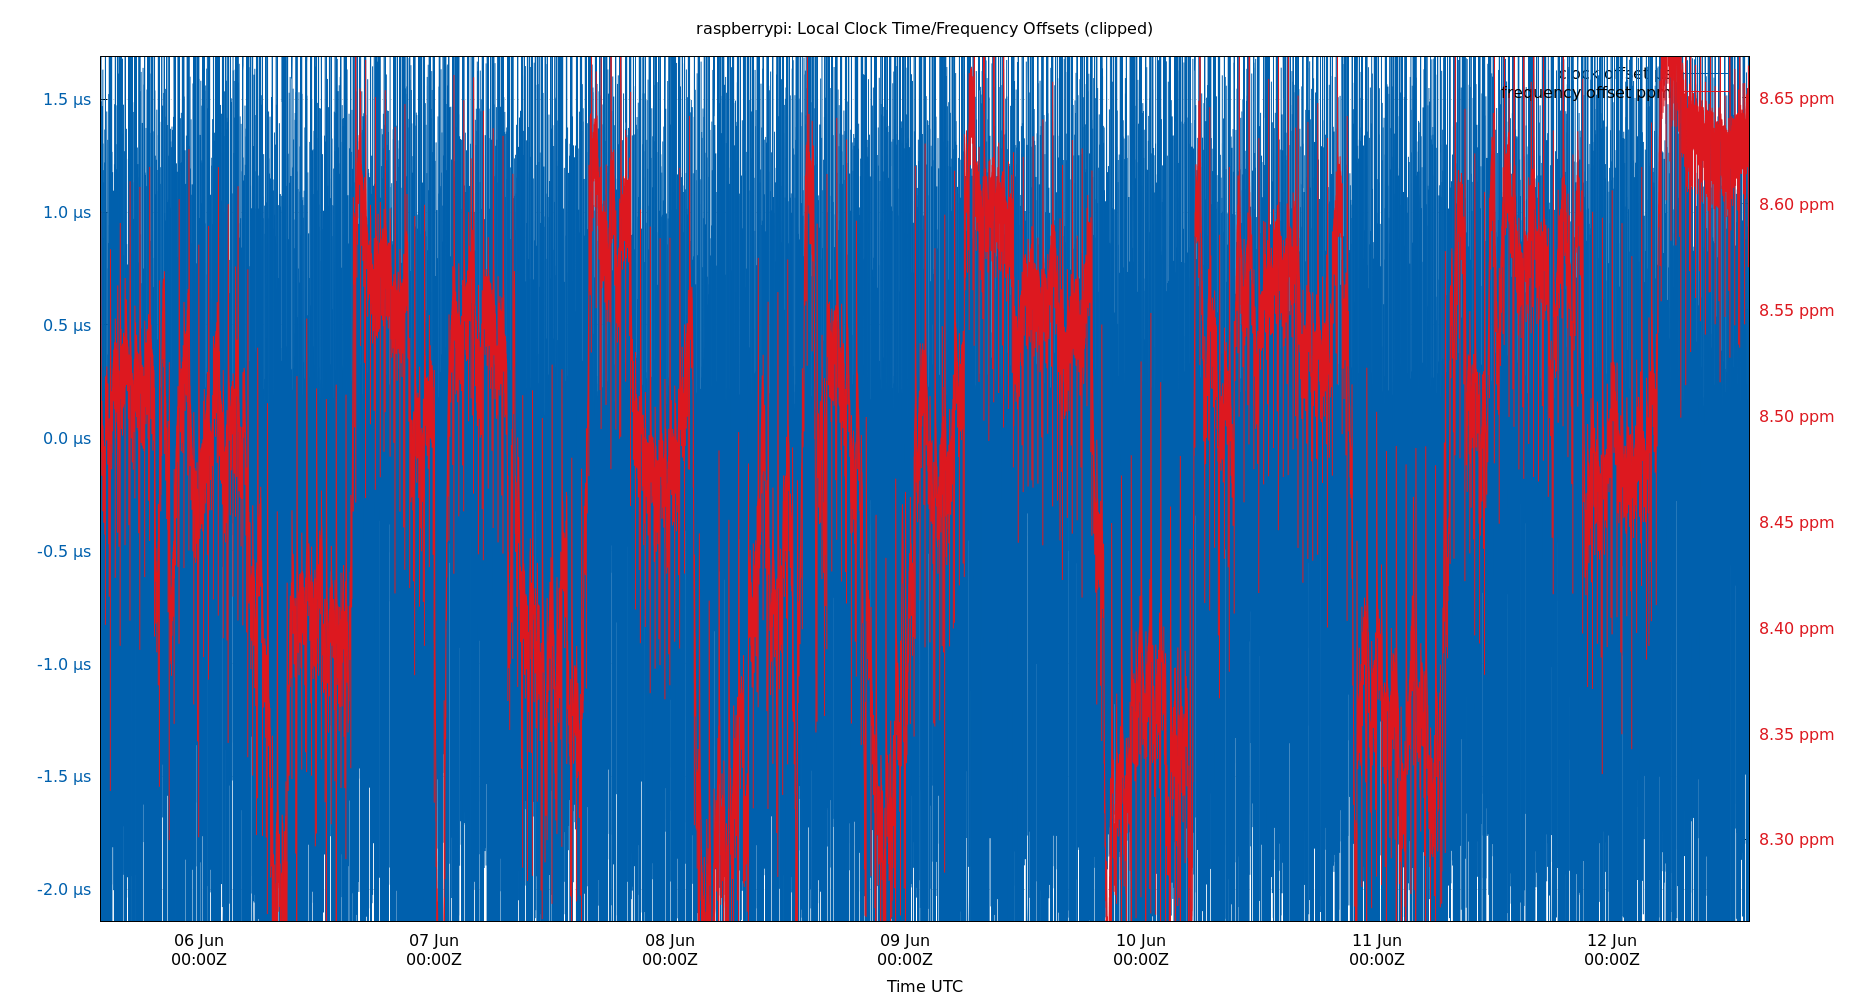 raspberrypi: Local Clock Time/Frequency Offsets (clipped)
clock offset µs
frequency offset ppm
1.5 µs
1.0 µs
0.5 µs
0.0 µs
-0.5 µs
-1.0 µs
-1.5 µs
-2.0 µs
8.65 ppm
8.60 ppm
8.55 ppm
8.50 ppm
8.45 ppm
8.40 ppm
8.35 ppm
8.30 ppm
06 Jun 07 Jun 08 Jun 09 Jun 10 Jun 11 Jun 12 Jun
00:00Z 00:00Z 00:00Z 00:00Z 00:00Z 00:00Z 00:00Z
Time UTC